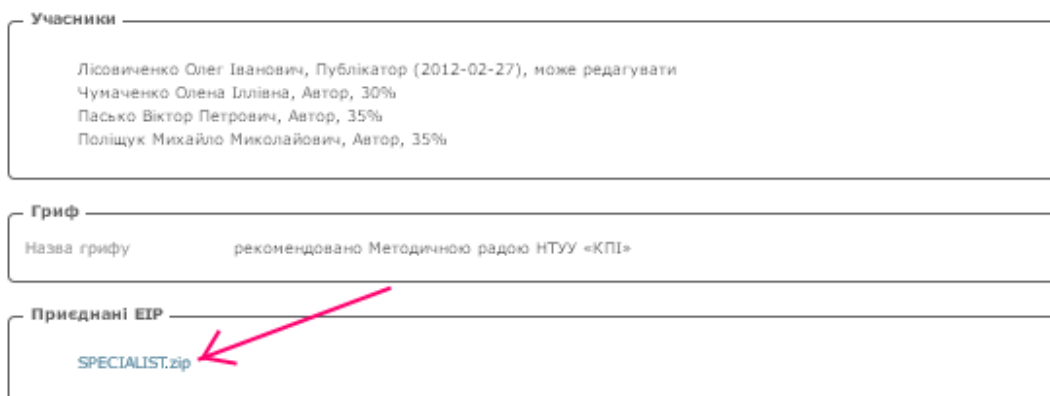 Учасники
Лісовиченко Олег Іванович, Публікатор (2012-02-27), може редагувати
Чумаченко Олена Іллівна, Автор, 30%
Пасько Віктор Петрович, Автор, 35%
Поліщук Михайло Миколайович, Автор, 35%
Гриф
Назва грифу рекомендовано Методичною радою НТУУ «КПІ»
Приєднані ЕІР
SPECIALIST.zip